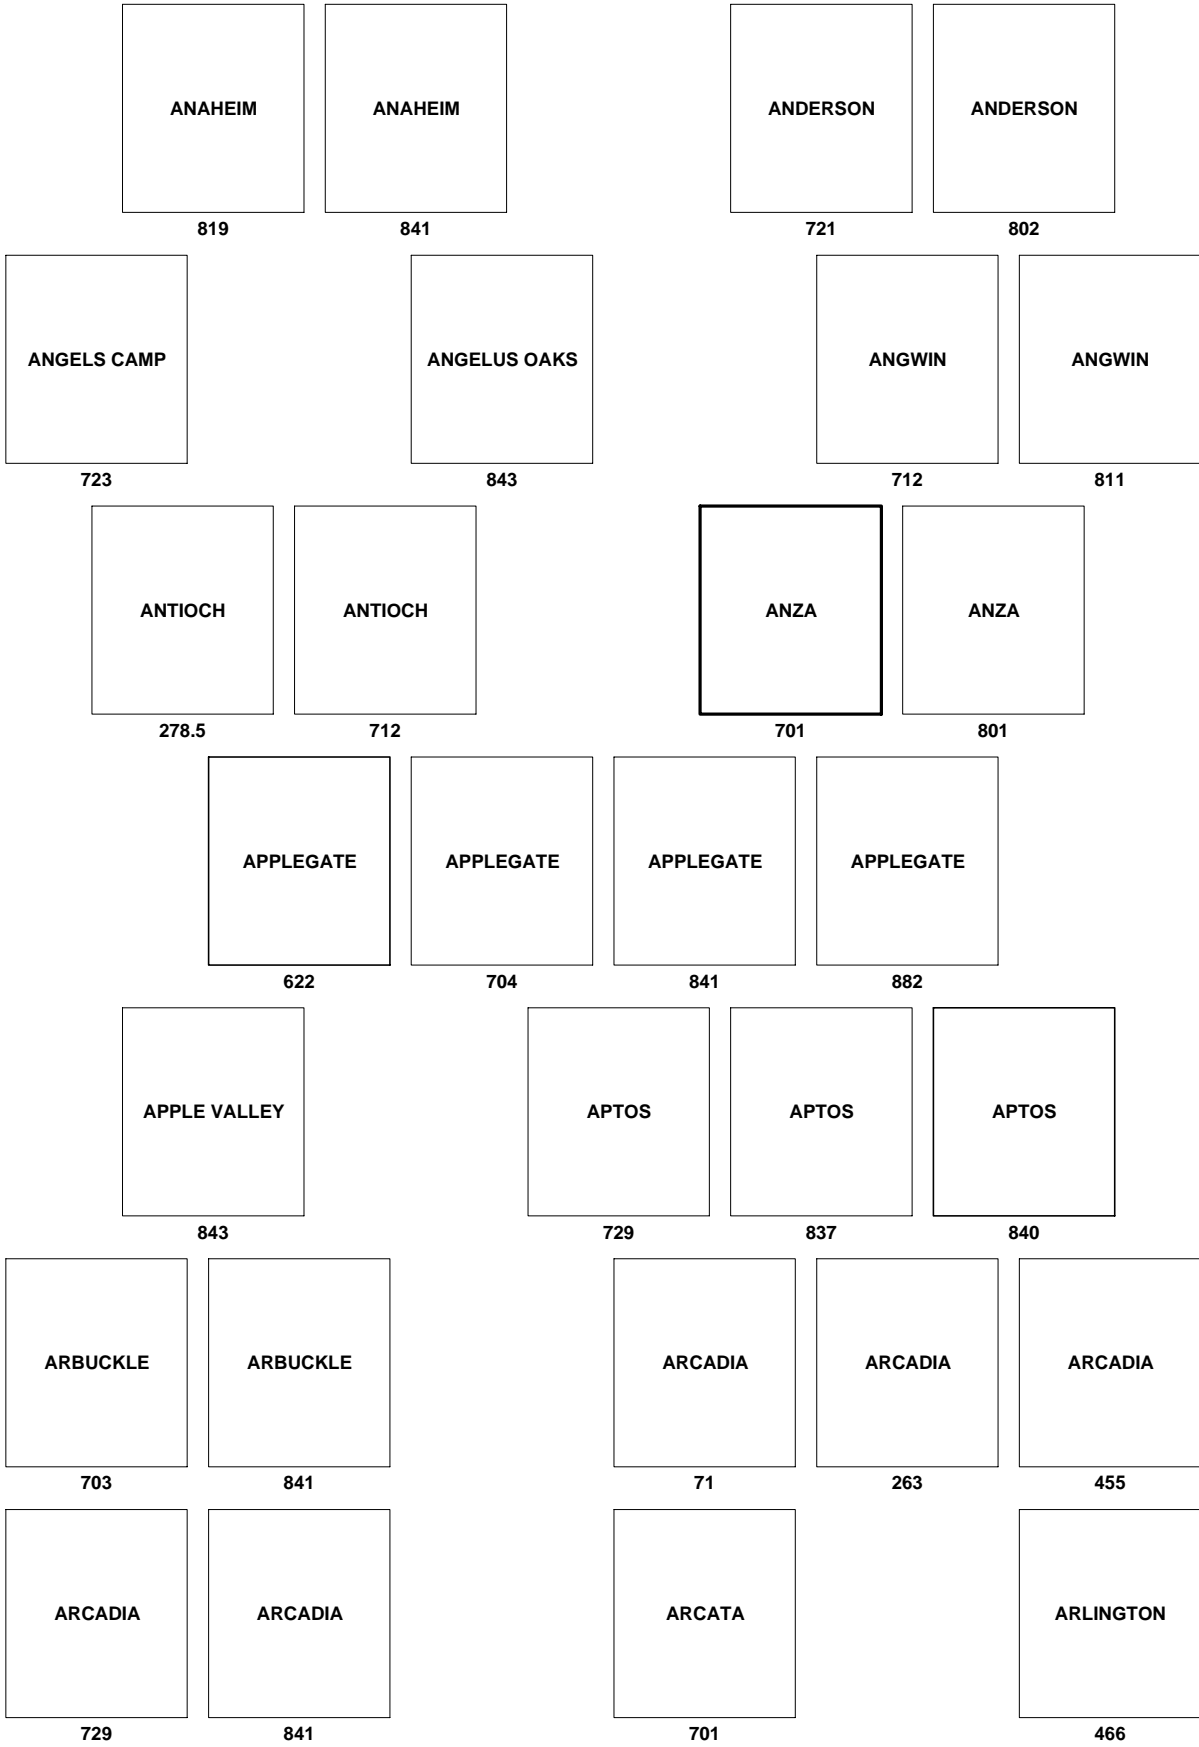 ANAHEIM ANAHEIM ANDERSON ANDERSON
819 841 721 802
ANGELS CAMP ANGELUS OAKS ANGWIN ANGWIN
723 843 712 811
ANTIOCH ANTIOCH ANZA ANZA
278.5 712 701 801
APPLEGATE APPLEGATE APPLEGATE APPLEGATE
622 704 841 882
APPLE VALLEY APTOS APTOS APTOS
843 729 837 840
ARBUCKLE ARBUCKLE ARCADIA ARCADIA ARCADIA
703 841 71 263 455
ARCADIA ARCADIA ARCATA ARLINGTON
729 841 701 466